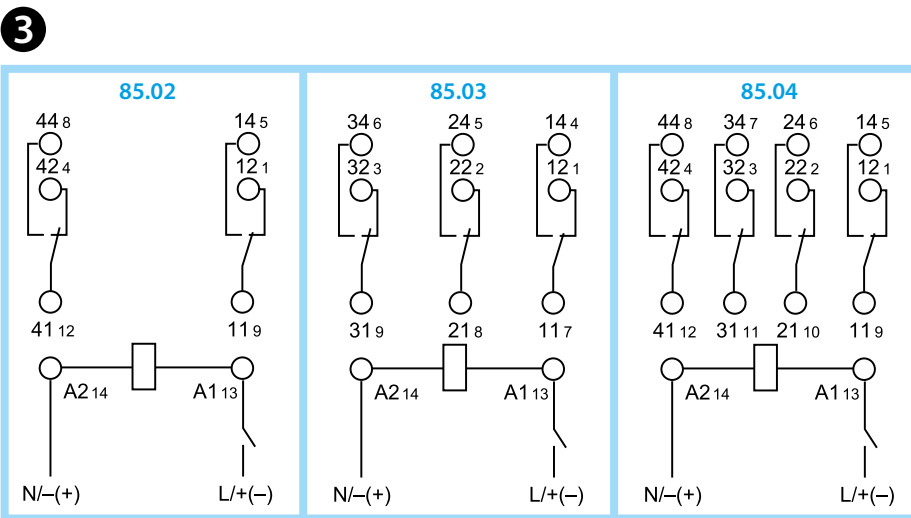 3
85.02 85.03 85.04
44 8 14 5 34 6 24 5 14 4 44 8 34 7 24 6 14 5
42 4 12 1 32 3 22 2 12 1 42 4 32 3 22 2 12 1
41 12 11 9 31 9 21 8 11 7 41 12 31 11 21 10 11 9
A2 14 A1 13 A2 14 A1 13 A2 14 A1 13
N/–(+) L/+(–) N/–(+) L/+(–) N/–(+) L/+(–)